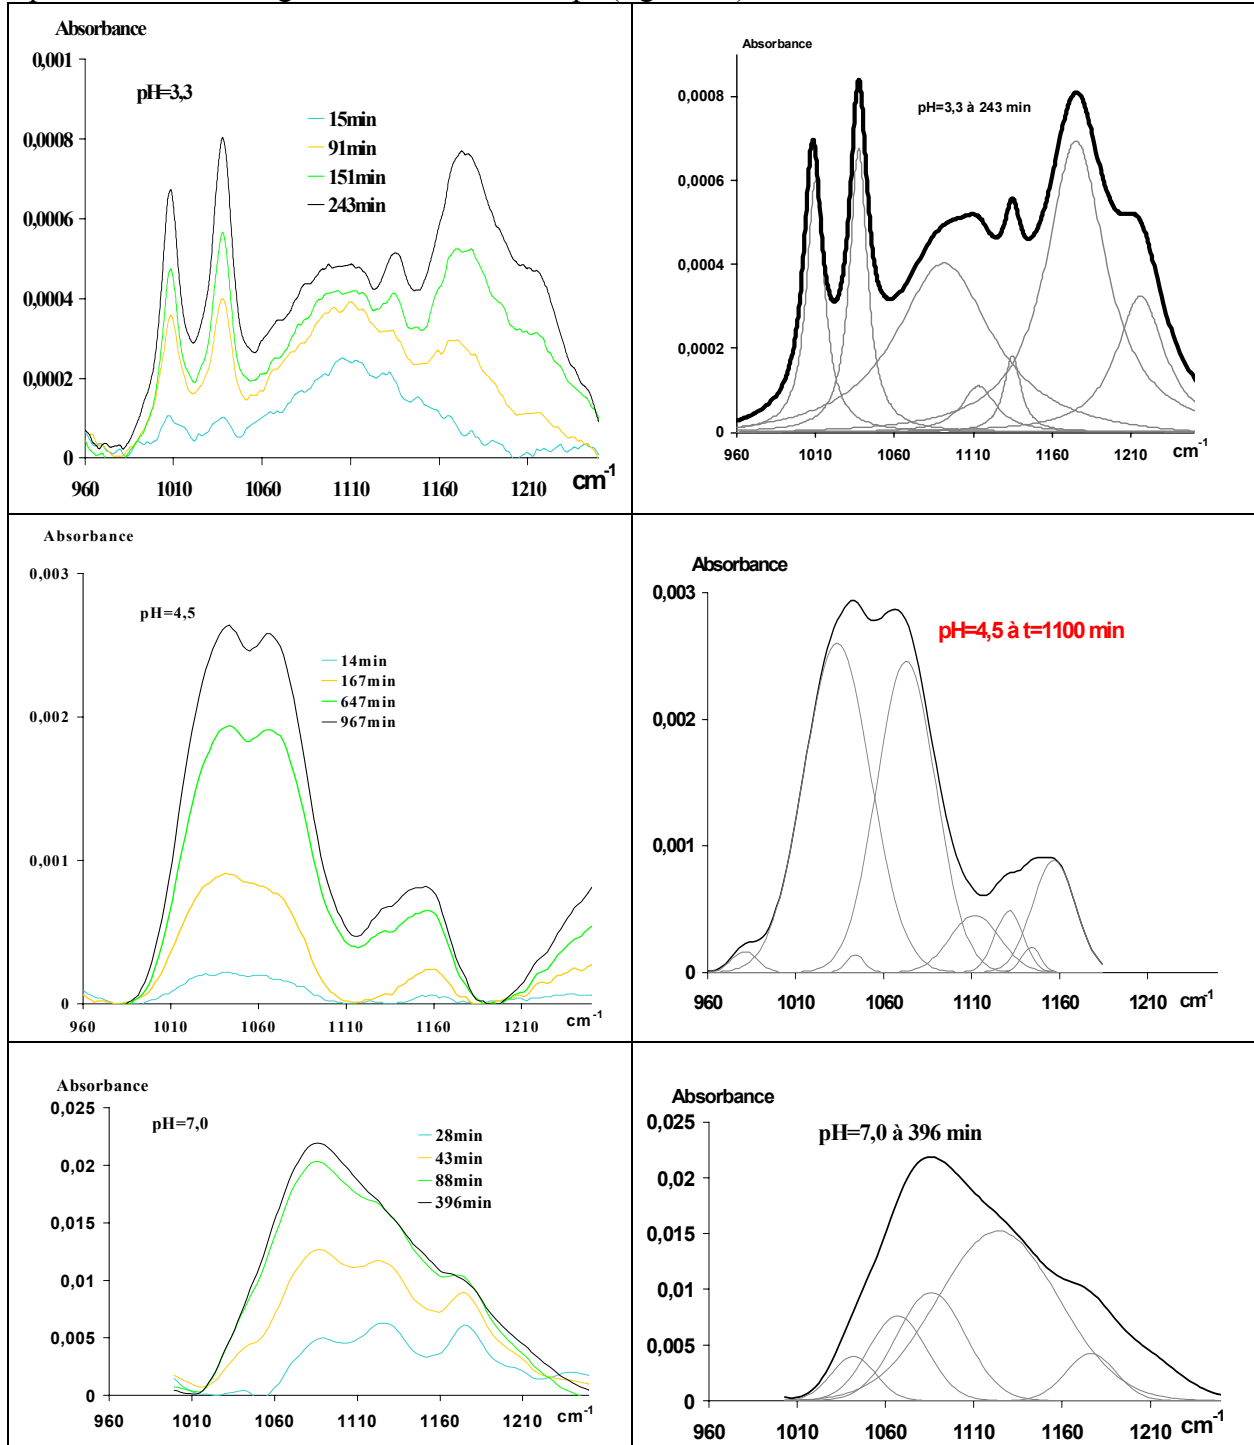 Absorbance
0,001
pH=3,3
15min
91min
151min
243min
0,0008
0,0006
0,0004
0,0002
0
960 1010 1060 1110 1160 1210 cm-1
Absorbance
0,0008
pH=3,3 à 243 min
0,0006
0,0004
0,0002
0
960 1010 1060 1110 1160 1210 cm-1
Absorbance
0,003
pH=4,5
14min
167min
647min
967min
0,002
0,001
0
960 1010 1060 1110 1160 1210 cm-1
Absorbance
0,003
pH=4,5 à t=1100 min
0,002
0,001
0
960 1010 1060 1110 1160 1210 cm-1
Absorbance
0,025
pH=7,0
28min
43min
88min
396min
0,02
0,015
0,01
0,005
0
960 1010 1060 1110 1160 1210 cm-1
Absorbance
0,025
pH=7,0 à 396 min
0,02
0,015
0,01
0,005
0
960 1010 1060 1110 1160 1210 cm-1